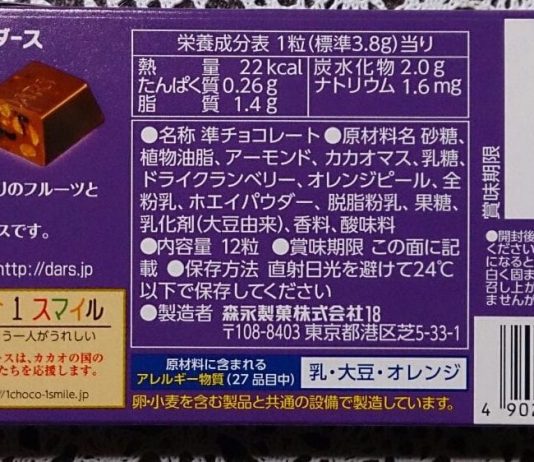 ダース
りのフルーツと
スです。
http://dars.jp
1 スマイル
う一人がうれしい
ースは、カカオの国の
たちを応援します。
//1choco-1smile.jp
栄養成分表 1粒(標準3.8g)当り
熱 量 22kcal 炭水化物 2.0g
たんぱく質 0.26g ナトリウム 1.6mg
脂 質 1.4g
●名称 準チョコレート ●原材料名 砂糖、
植物油脂、アーモンド、カカオマス、乳糖、
ドライクランベリー、オレンジピール、全
粉乳、ホエイパウダー、脱脂粉乳、果糖、
乳化剤(大豆由来)、香料、酸味料
●内容量 12粒 ●賞味期限 この面に記
載 ●保存方法 直射日光を避けて24℃
以下で保存してください
●製造者 森永製菓株式会社18
〒108-8403 東京都港区芝5-33-1
原材料に含まれる
アレルギー物質(27品目中) 乳・大豆・オレンジ
卵・小麦を含む製品と共通の設備で製造しています。
賞味期限
●開封後
ください
になると
白く固ま
召し上が
ませんが
4 902